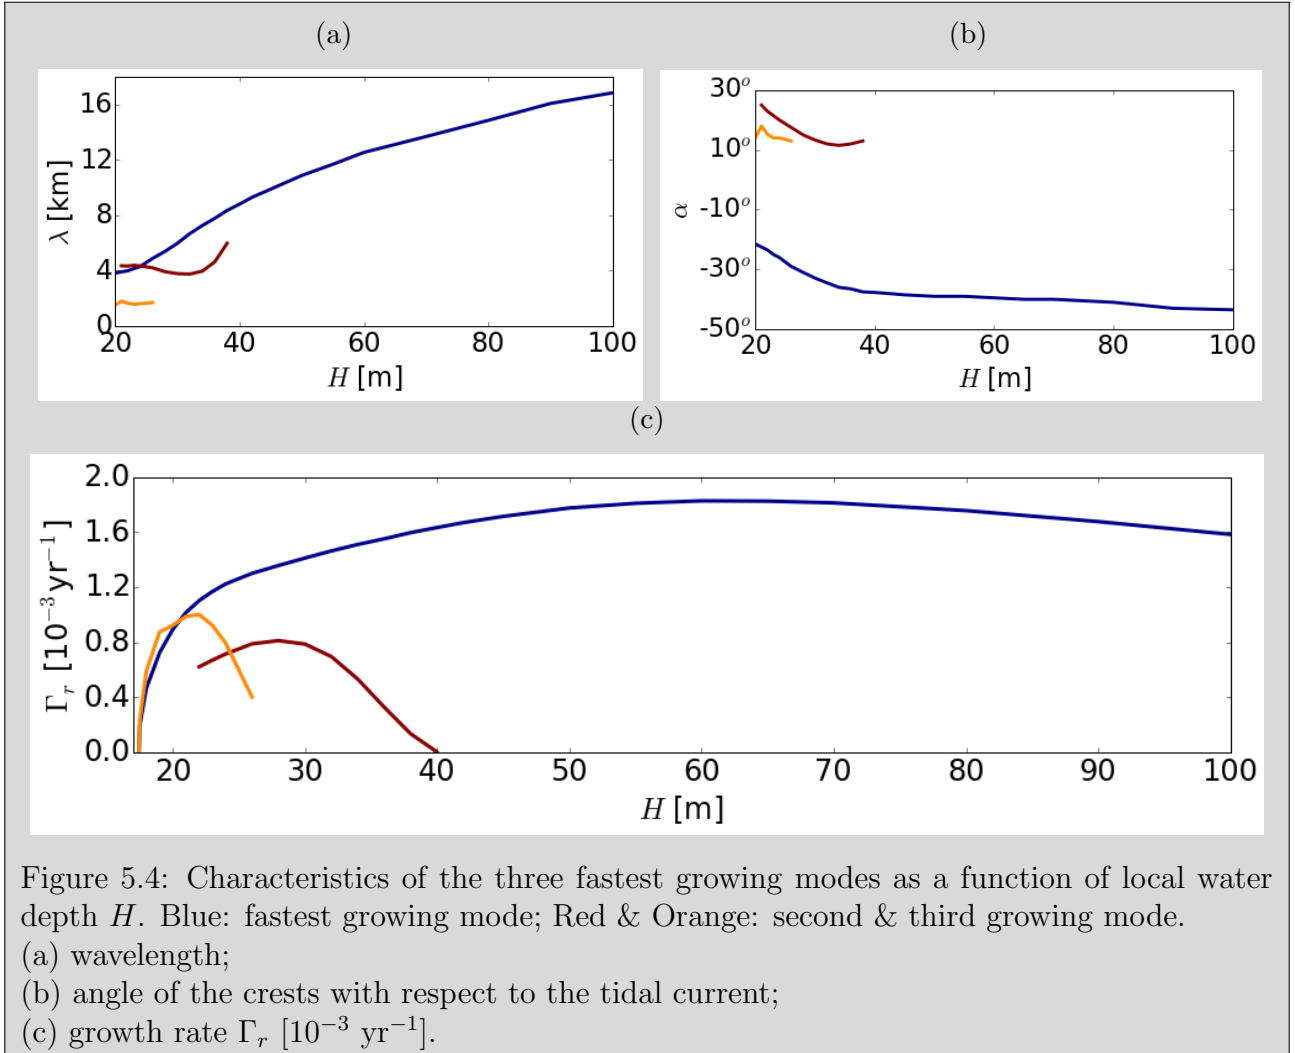 (a)
(b)
16
12
8
4
0
λ [km]
20 40 60 80 100
H [m]
30°
10°
-10°
-30°
-50°
α
20 40 60 80 100
H [m]
(c)
2.0
1.6
1.2
0.8
0.4
0.0
Γr [10−3 yr−1]
20 30 40 50 60 70 80 90 100
H [m]
Figure 5.4: Characteristics of the three fastest growing modes as a function of local water
depth H. Blue: fastest growing mode; Red & Orange: second & third growing mode.
(a) wavelength;
(b) angle of the crests with respect to the tidal current;
(c) growth rate Γr [10−3 yr−1].